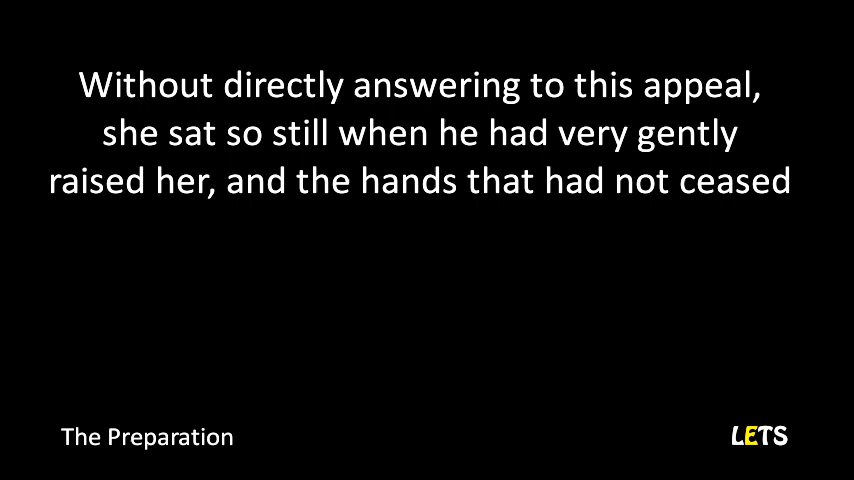 Without directly answering to this appeal,
she sat so still when he had very gently
raised her, and the hands that had not ceased
The Preparation
LETS